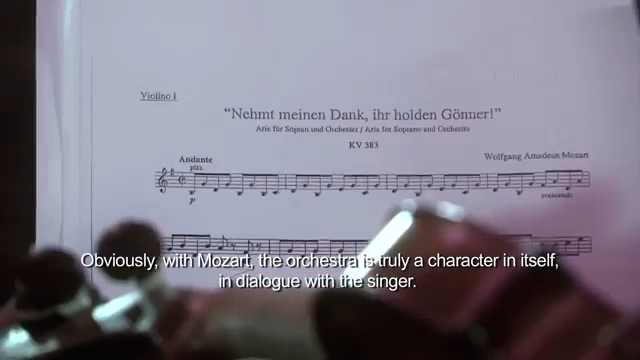 Violino I
“Nehmt meinen Dank, ihr holden Gönner!”
Arie für Sopran und Orchester / Aria for Soprano and Orchestra
KV 383
Wolfgang Amadeus Mozart
Andante
pizz.
p
crescendo
Obviously, with Mozart, the orchestra is truly a character in itself,
in dialogue with the singer.